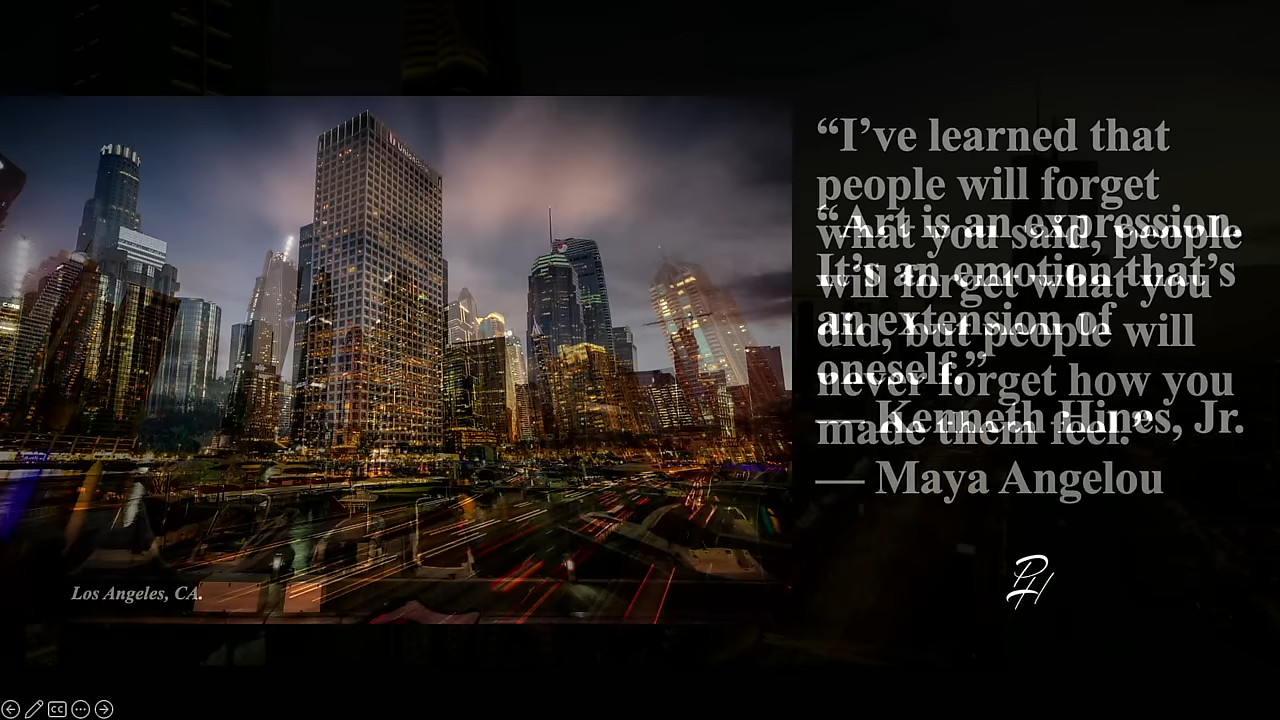 “I’ve learned that
people will forget
what you said, people
will forget what you
did, but people will
never forget how you
made them feel.”
— Maya Angelou
“Art is an expression.
It’s an emotion that’s
an extension of
oneself.”
— Kenneth Hines, Jr.
Los Angeles, CA.
CC